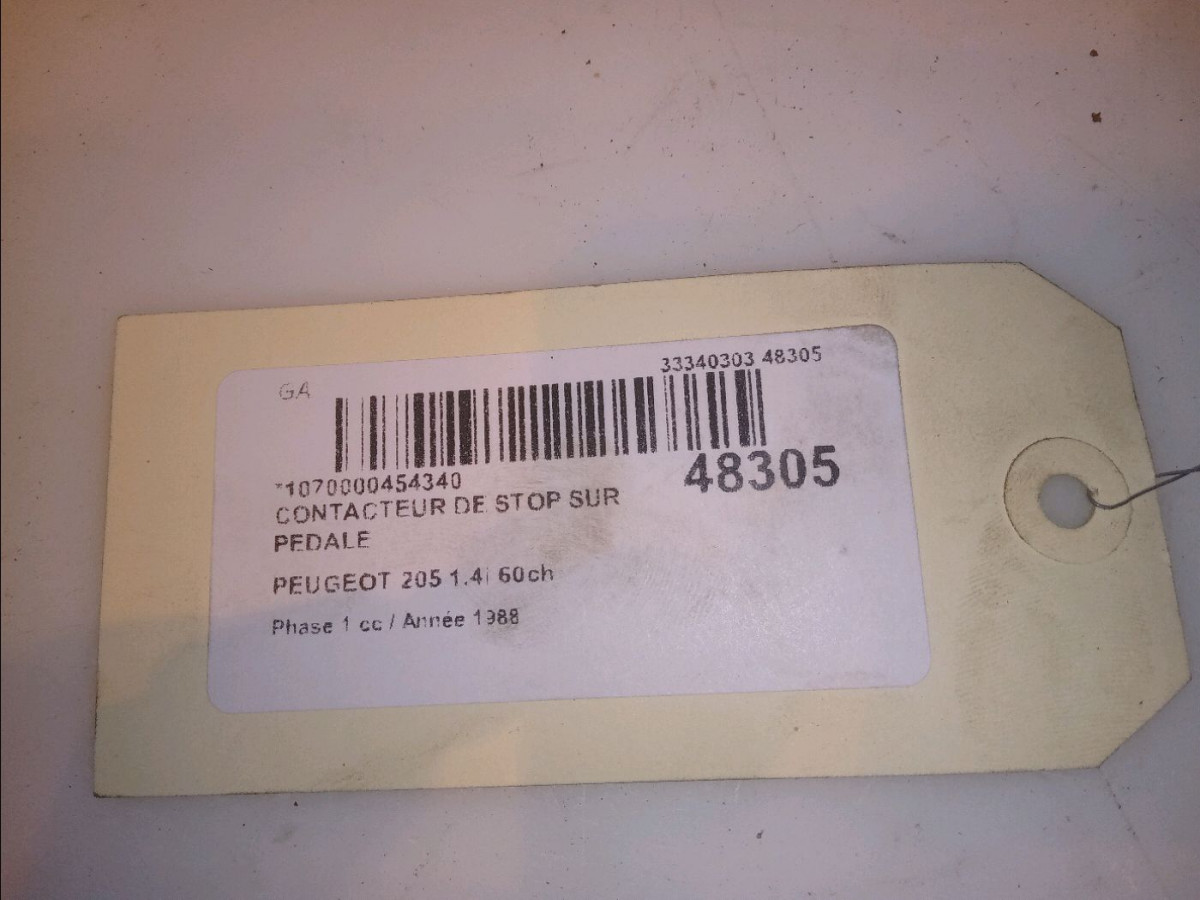 GA
33340303 48305
48305
*1070000454340
CONTACTEUR DE STOP SUR
PEDALE
PEUGEOT 205 1.4i 60ch
Phase 1 cc / Année 1988